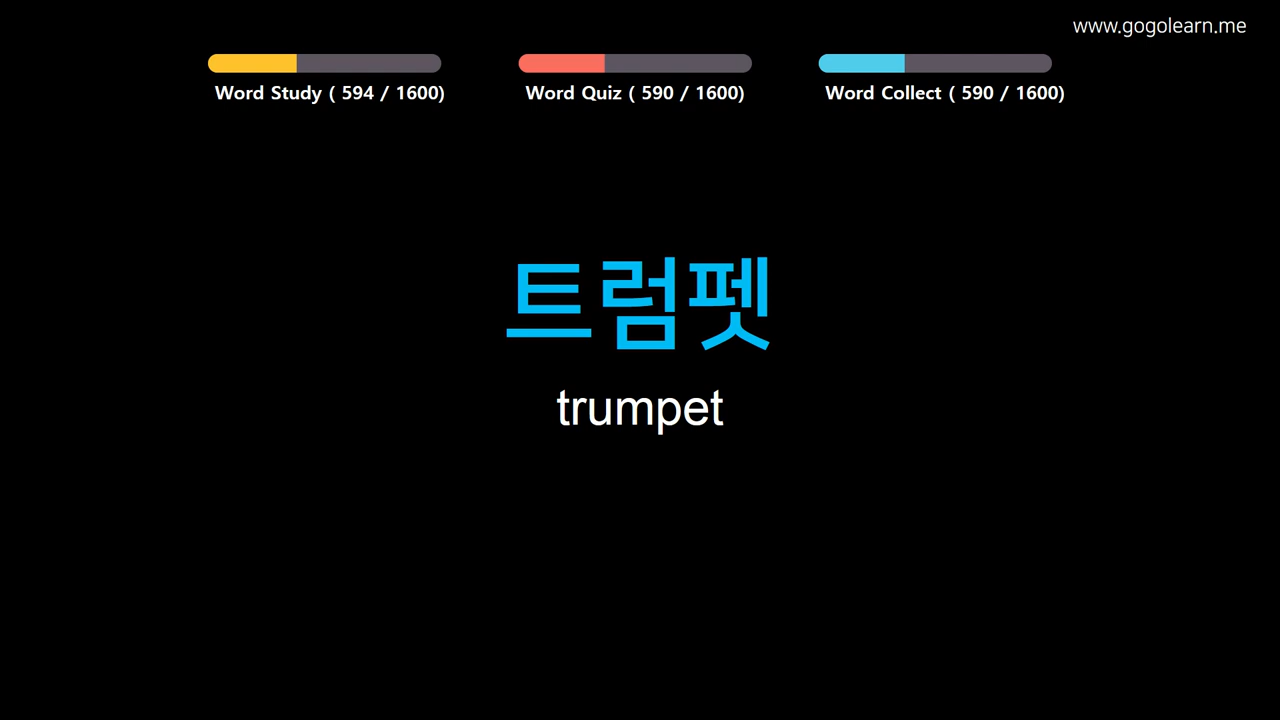 www.gogolearn.me
Word Study ( 594 / 1600)
Word Quiz ( 590 / 1600)
Word Collect ( 590 / 1600)
트럼펫
trumpet